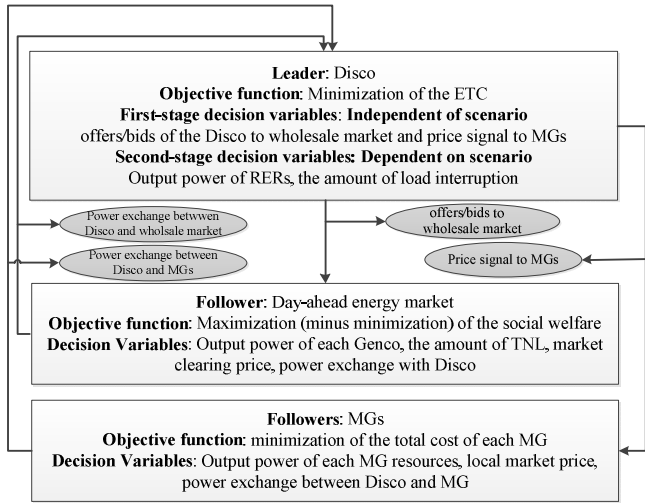 Leader: Disco
Objective function: Minimization of the ETC
First-stage decision variables: Independent of scenario
offers/bids of the Disco to wholesale market and price signal to MGs
Second-stage decision variables: Dependent on scenario
Output power of RERs, the amount of load interruption
Power exchange betwven
Disco and wholsale market
offers/bids to
wholesale market
Power exchange between
Disco and MGs
Price signal to MGs
Follower: Day-ahead energy market
Objective function: Maximization (minus minimization) of the social welfare
Decision Variables: Output power of each Genco, the amount of TNL, market
clearing price, power exchange with Disco
Followers: MGs
Objective function: minimization of the total cost of each MG
Decision Variables: Output power of each MG resources, local market price,
power exchange between Disco and MG